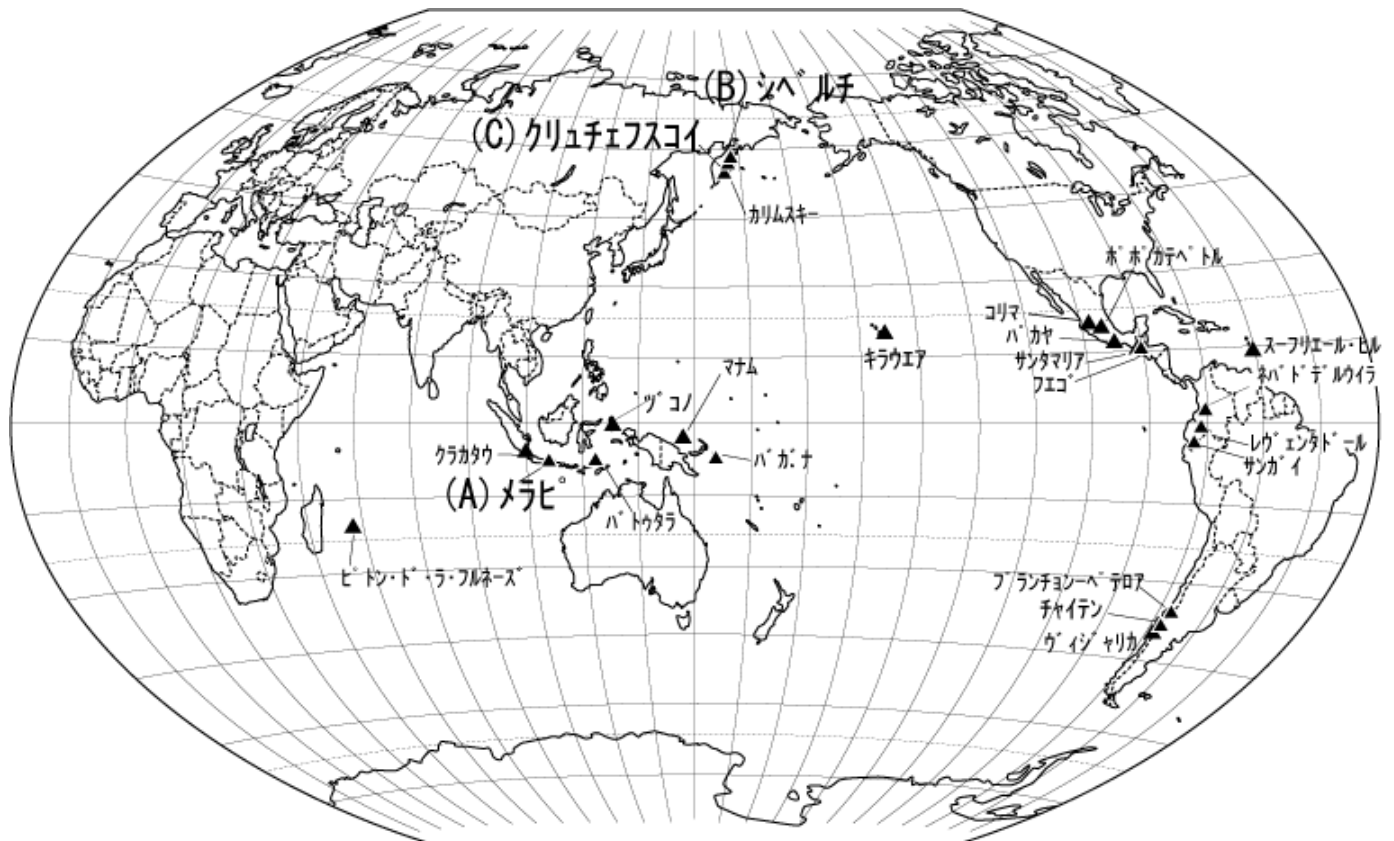 (B) シベルチ
(C) クリュチェフスコイ
カリムスキー
ポポカテペトル
コリマ
パカヤ
サンタマリア
フエゴ
スーフリエール・ヒル
ネバドデルウイラ
キラウエア
マナム
ヅコノ
クラカタウ
バガナ
レヴェンタドール
サンガイ
(A) メラピ
バトゥタラ
ピトン・ド・ラ・フルネーズ
プランチョンーペテロア
チャイテン
ヴィジャリカ